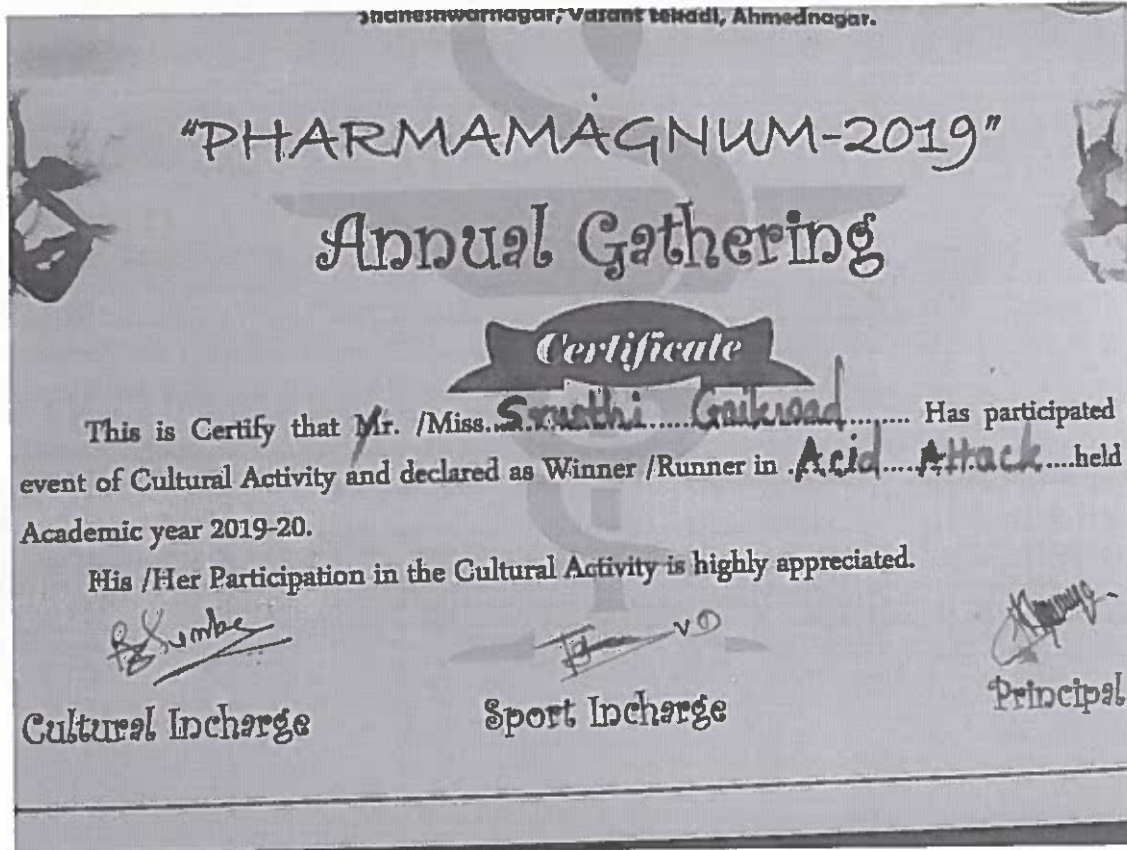 Vasant tekadi, Ahmednagar.
"PHARMAMAGNUM-2019"
Annual Gathering
Certificate
This is Certify that Mr. /Miss..Srusthi......Gaikwad........ Has participated
event of Cultural Activity and declared as Winner /Runner in .Acid.....Attack....held
Academic year 2019-20.
His /Her Participation in the Cultural Activity is highly appreciated.
VD
Cultural Incharge
Sport Incharge
Principal